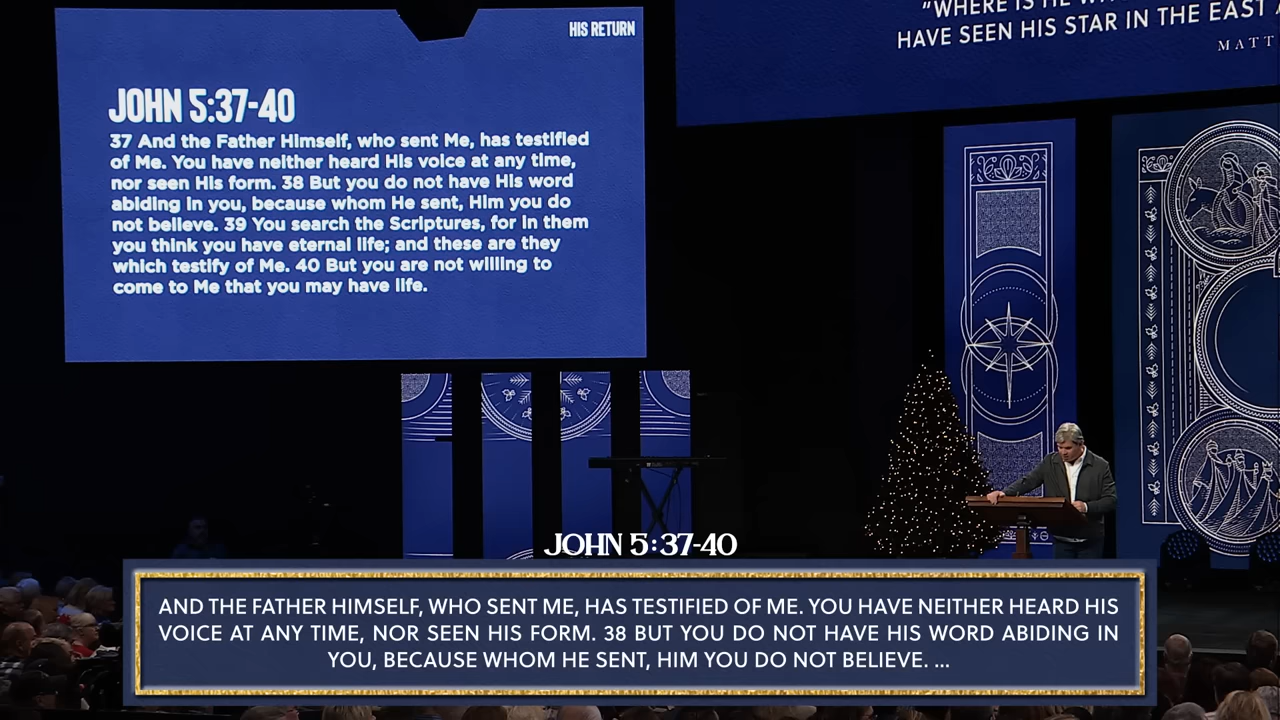 HIS RETURN
JOHN 5:37-40
37 And the Father Himself, who sent Me, has testified
of Me. You have neither heard His voice at any time,
nor seen His form. 38 But you do not have His word
abiding in you, because whom He sent, Him you do
not believe. 39 You search the Scriptures, for in them
you think you have eternal life; and these are they
which testify of Me. 40 But you are not willing to
come to Me that you may have life.
"WHERE IS HE
HAVE SEEN HIS STAR IN THE EAST
MATT
JOHN 5:37-40
AND THE FATHER HIMSELF, WHO SENT ME, HAS TESTIFIED OF ME. YOU HAVE NEITHER HEARD HIS
VOICE AT ANY TIME, NOR SEEN HIS FORM. 38 BUT YOU DO NOT HAVE HIS WORD ABIDING IN
YOU, BECAUSE WHOM HE SENT, HIM YOU DO NOT BELIEVE. ...